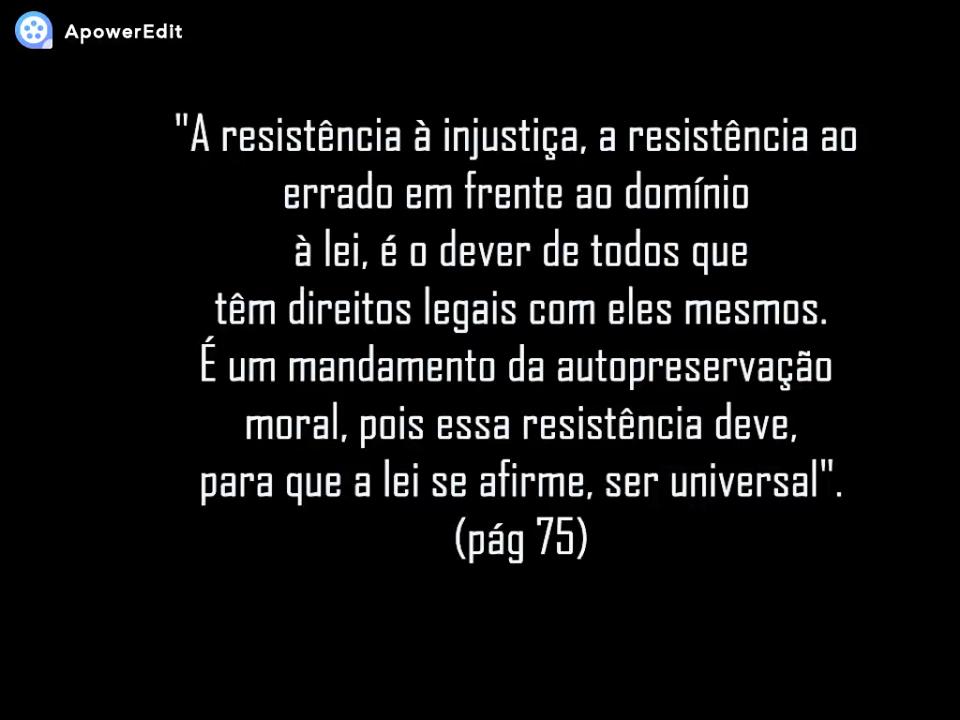 ApowerEdit
"A resistência à injustiça, a resistência ao
errado em frente ao domínio
à lei, é o dever de todos que
têm direitos legais com eles mesmos.
É um mandamento da autopreservação
moral, pois essa resistência deve,
para que a lei se afirme, ser universal".
(pág 75)